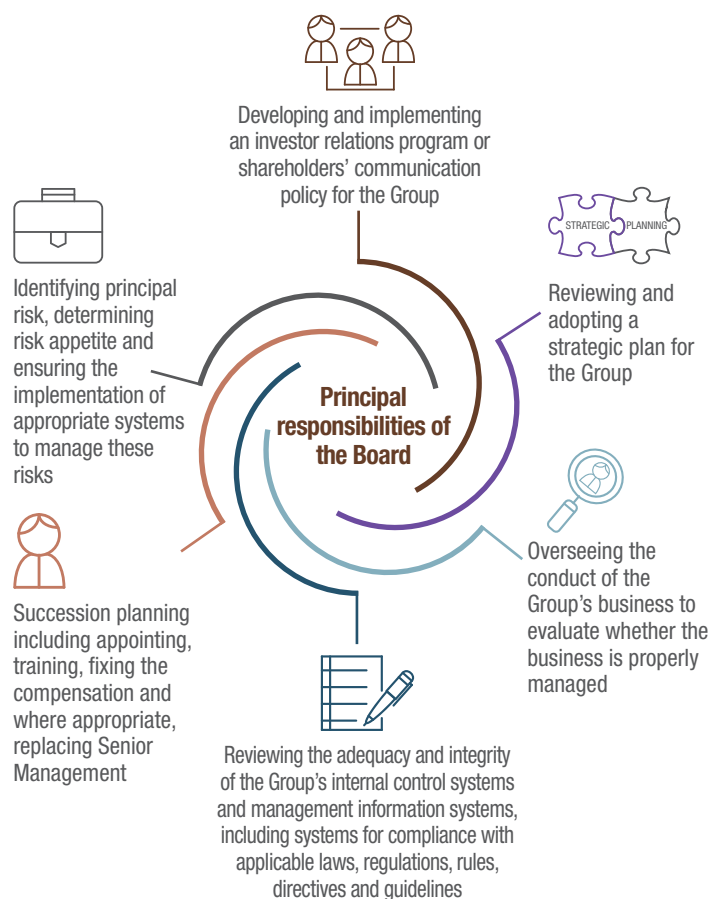 Developing and implementing
an investor relations program or
shareholders' communication
policy for the Group
STRATEGIC PLANNING
Reviewing and
adopting a
strategic plan for
the Group
Identifying principal
risk, determining
risk appetite and
ensuring the
implementation of
appropriate systems
to manage these
risks
Principal
responsibilities of
the Board
Overseeing the
conduct of the
Group's business to
evaluate whether the
business is properly
managed
Succession planning
including appointing,
training, fixing the
compensation and
where appropriate,
replacing Senior
Management
Reviewing the adequacy and integrity
of the Group's internal control systems
and management information systems,
including systems for compliance with
applicable laws, regulations, rules,
directives and guidelines